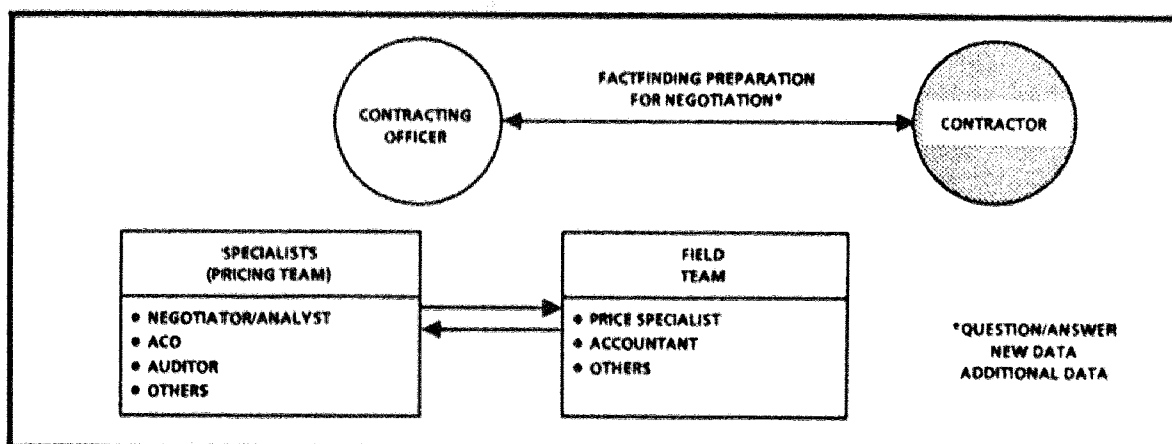 FACTFINDING PREPARATION
FOR NEGOTIATION*
CONTRACTING
OFFICER
CONTRACTOR
SPECIALISTS
(PRICING TEAM)
• NEGOTIATOR/ANALYST
• ACO
• AUDITOR
• OTHERS
FIELD
TEAM
• PRICE SPECIALIST
• ACCOUNTANT
• OTHERS
*QUESTION/ANSWER
NEW DATA
ADDITIONAL DATA